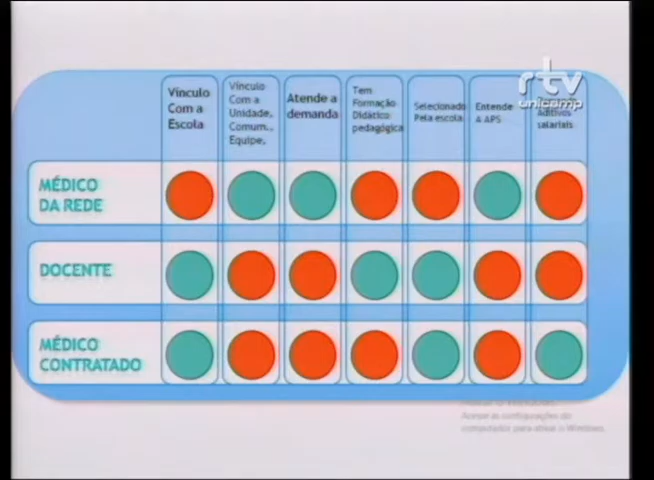 rtv
unicamp
Vínculo
Com a
Escola
Vínculo
Com a
Unidade,
Comun..,
Equipe,
Atende a
demanda
Tem
Formação
Didático
pedagógica
Selecionado
Pela escola
Entende
A APS
Aditivos
salariais
MÉDICO
DA REDE
DOCENTE
MÉDICO
CONTRATADO
Acesse as configurações do
computador para ativar o Windows.